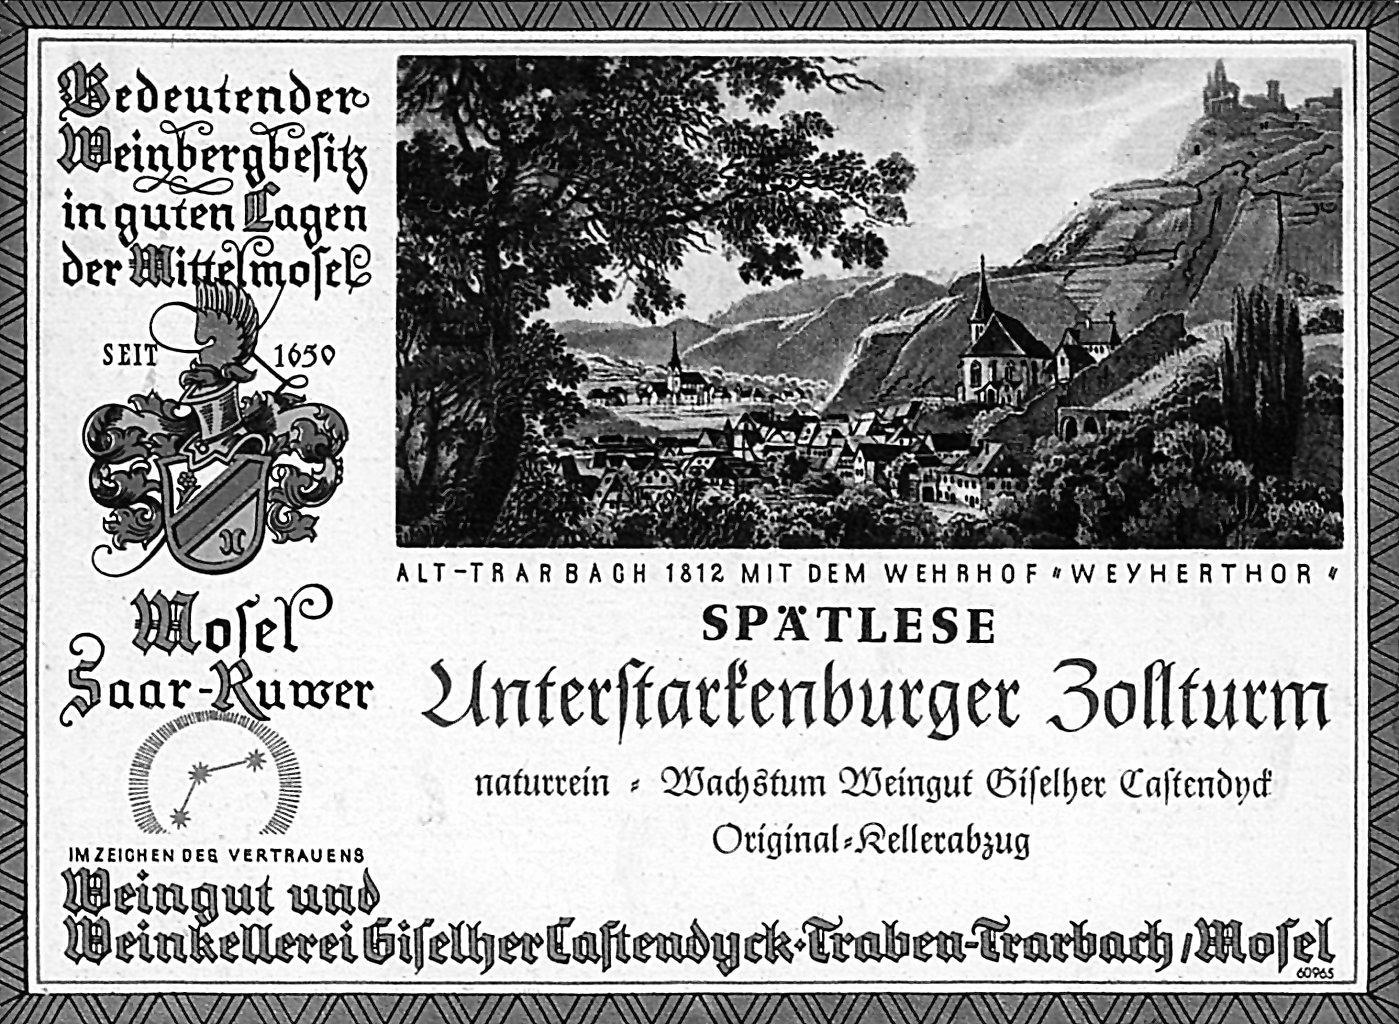 Bedeutender
Weinbergbesitz
in guten Lagen
der Mittelmosel
SEIT 1650
Mosel
Saar-Ruwer
IM ZEICHEN DES VERTRAUENS
Weingut und
Weinkellerei Giselher Castendyck·Traben-Trarbach/Mosel
ALT-TRARBACH 1812 MIT DEM WEHRHOF "WEYHERTHOR"
SPÄTLESE
Unterstarkenburger Zollturm
naturrein - Wachstum Weingut Giselher Castendyck
Original-Kellerabzug
60965